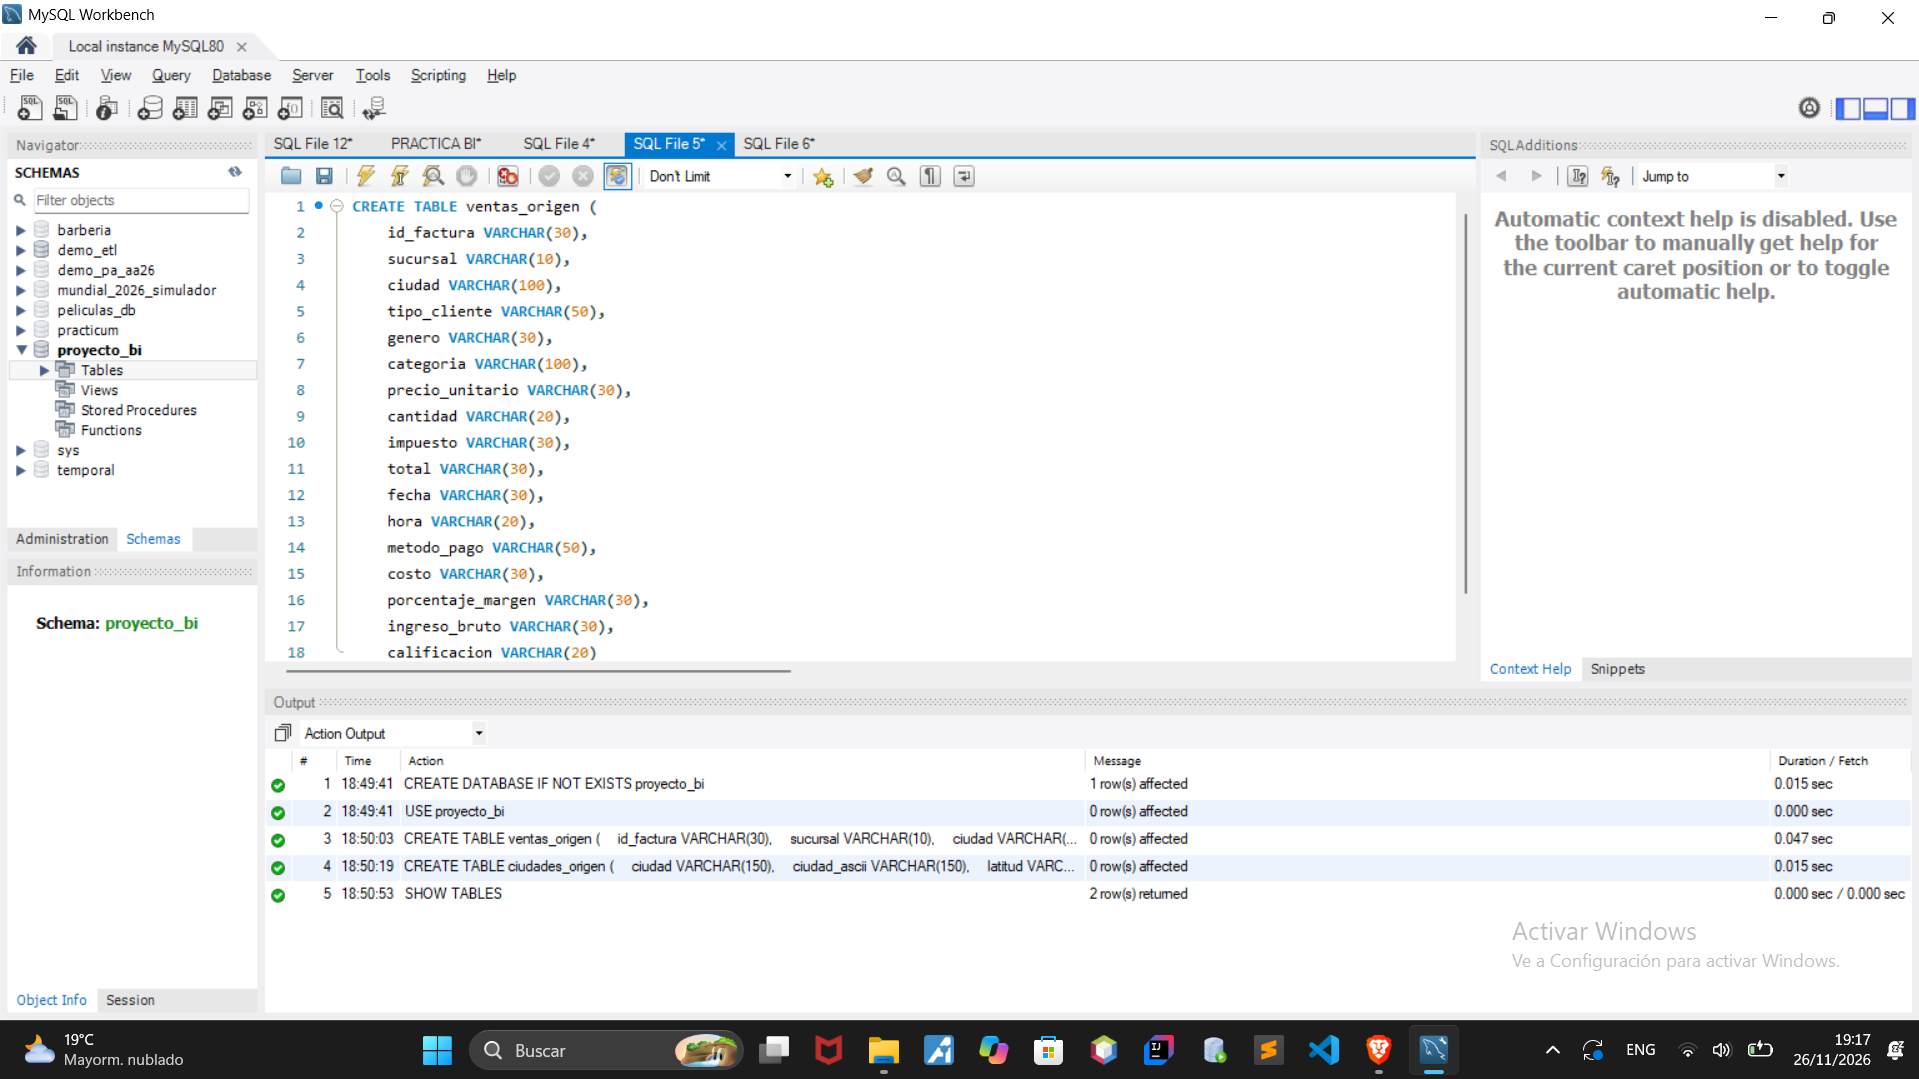 MySQL Workbench
Local instance MySQL80
File Edit View Query Database Server Tools Scripting Help
Navigator
SCHEMAS
Filter objects
barberia
demo_etl
demo_pa_aa26
mundial_2026_simulador
peliculas_db
practicum
proyecto_bi
Tables
Views
Stored Procedures
Functions
sys
temporal
Administration Schemas
Information
Schema: proyecto_bi
Object Info Session
SQL File 12* PRACTICA BI* SQL File 4* SQL File 5* SQL File 6*
Don't Limit
1 CREATE TABLE ventas_origen (
2 id_factura VARCHAR(30),
3 sucursal VARCHAR(10),
4 ciudad VARCHAR(100),
5 tipo_cliente VARCHAR(50),
6 genero VARCHAR(30),
7 categoria VARCHAR(100),
8 precio_unitario VARCHAR(30),
9 cantidad VARCHAR(20),
10 impuesto VARCHAR(30),
11 total VARCHAR(30),
12 fecha VARCHAR(30),
13 hora VARCHAR(20),
14 metodo_pago VARCHAR(50),
15 costo VARCHAR(30),
16 porcentaje_margen VARCHAR(30),
17 ingreso_bruto VARCHAR(30),
18 calificacion VARCHAR(20)
SQLAdditions
Jump to
Automatic context help is disabled. Use
the toolbar to manually get help for
the current caret position or to toggle
automatic help.
Context Help Snippets
Output
Action Output
# Time Action Message Duration / Fetch
1 18:49:41 CREATE DATABASE IF NOT EXISTS proyecto_bi 1 row(s) affected 0.015 sec
2 18:49:41 USE proyecto_bi 0 row(s) affected 0.000 sec
3 18:50:03 CREATE TABLE ventas_origen ( id_factura VARCHAR(30), sucursal VARCHAR(10), ciudad VARCHAR(... 0 row(s) affected 0.047 sec
4 18:50:19 CREATE TABLE ciudades_origen ( ciudad VARCHAR(150), ciudad_ascii VARCHAR(150), latitud VARC... 0 row(s) affected 0.015 sec
5 18:50:53 SHOW TABLES 2 row(s) returned 0.000 sec / 0.000 sec
Activar Windows
Ve a Configuración para activar Windows.
19°C
Mayorm. nublado
Buscar
ENG
19:17
26/11/2026